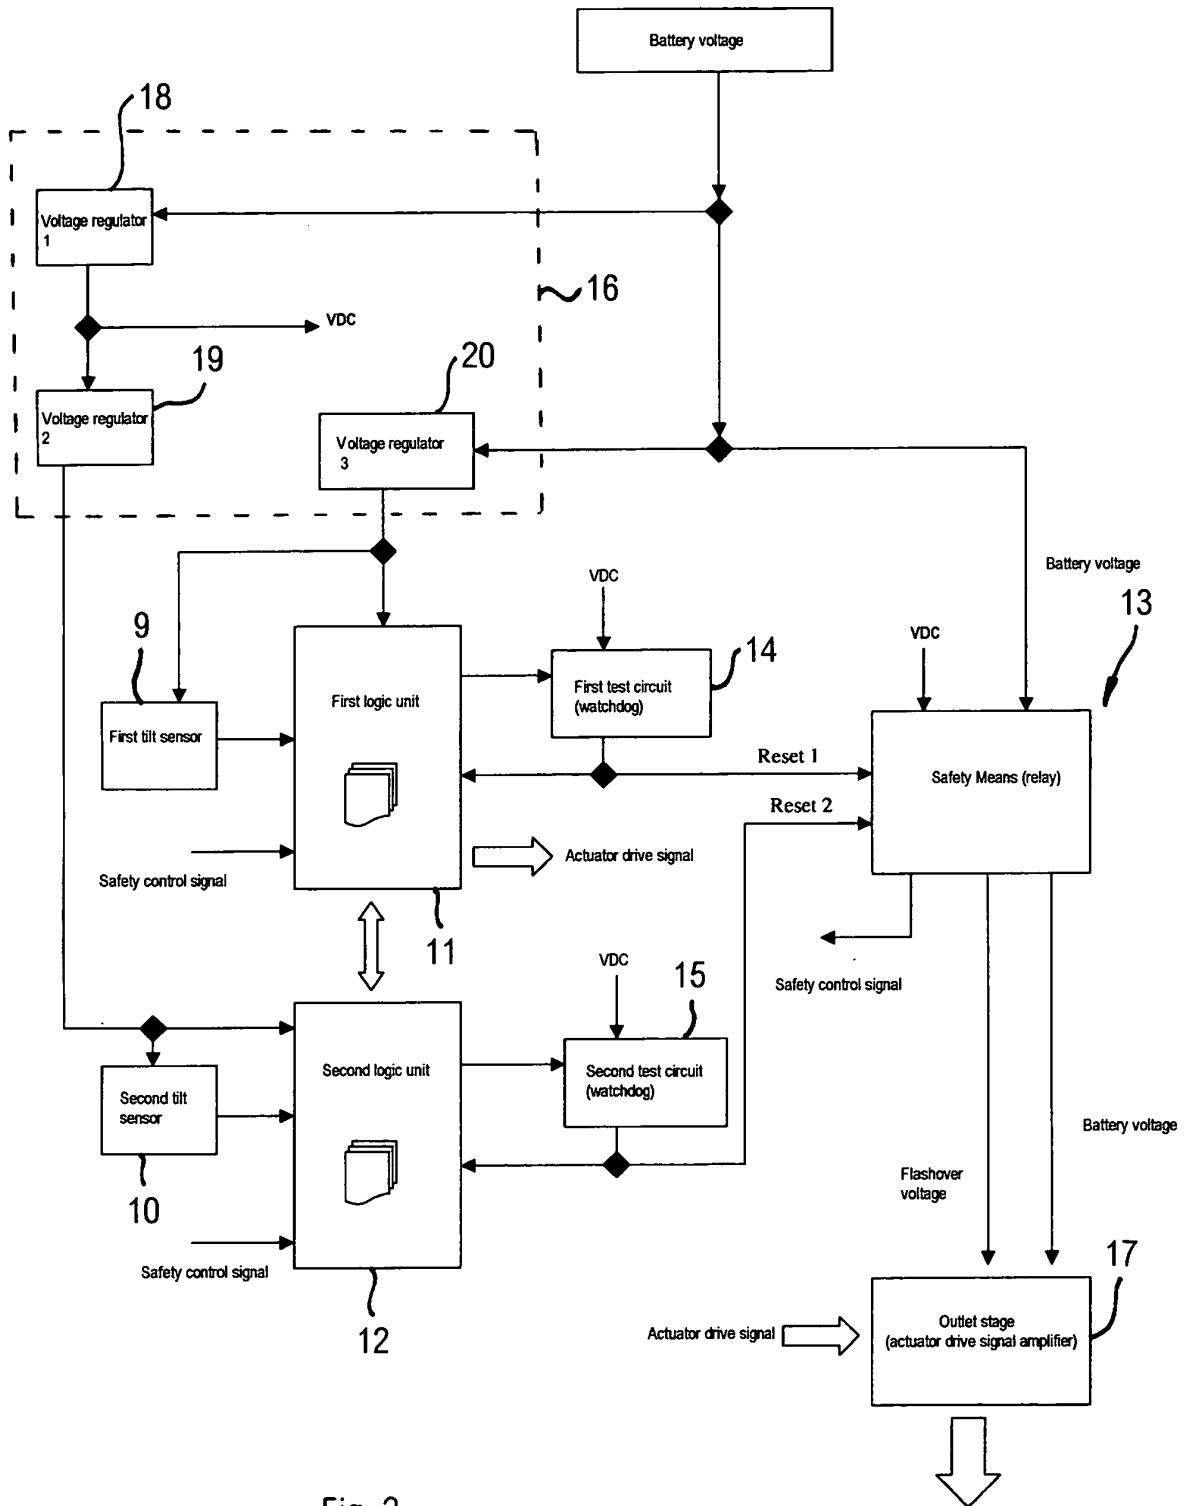 Battery voltage
18
Voltage regulator
1
16
VDC
20
19
Voltage regulator
2
Voltage regulator
3
Battery voltage
VDC
13
9
14
VDC
First logic unit
First test circuit
(watchdog)
First tilt sensor
Reset 1
Safety Means (relay)
Reset 2
Actuator drive signal
Safety control signal
11
VDC
15
Safety control signal
Second logic unit
Second test circuit
(watchdog)
Second tilt
sensor
Battery voltage
Flashover
voltage
10
17
Safety control signal
12
Outlet stage
(actuator drive signal amplifier)
Actuator drive signal